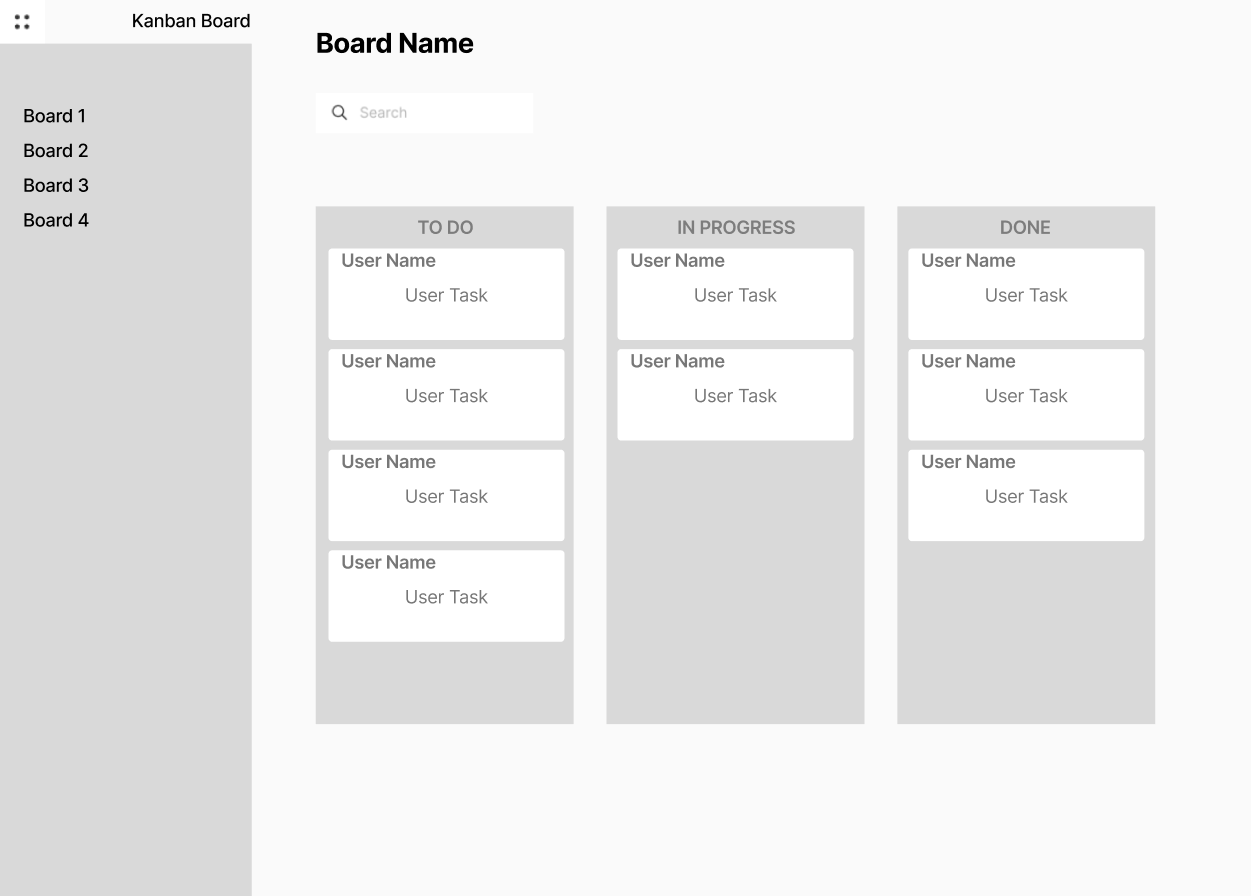 Kanban Board
Board 1
Board 2
Board 3
Board 4
Board Name
Search
TO DO
User Name
User Task
User Name
User Task
User Name
User Task
User Name
User Task
IN PROGRESS
User Name
User Task
User Name
User Task
DONE
User Name
User Task
User Name
User Task
User Name
User Task